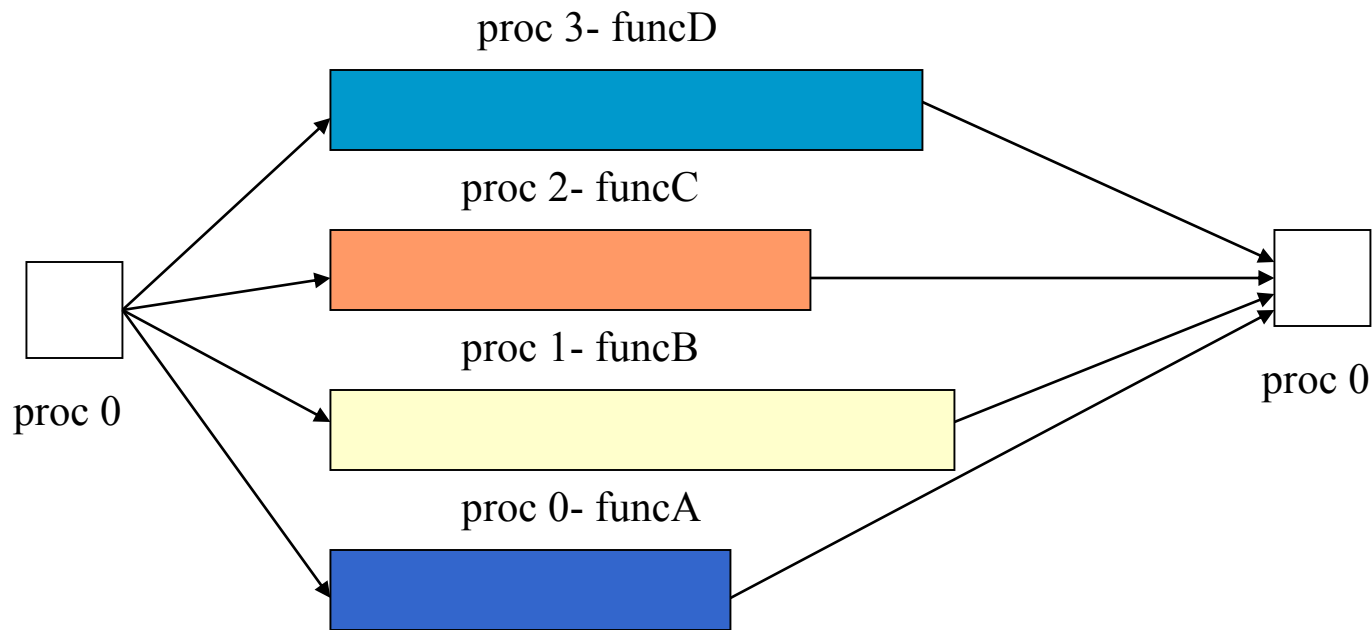 proc 3- funcD
proc 2- funcC
proc 1- funcB
proc 0
proc 0
proc 0- funcA